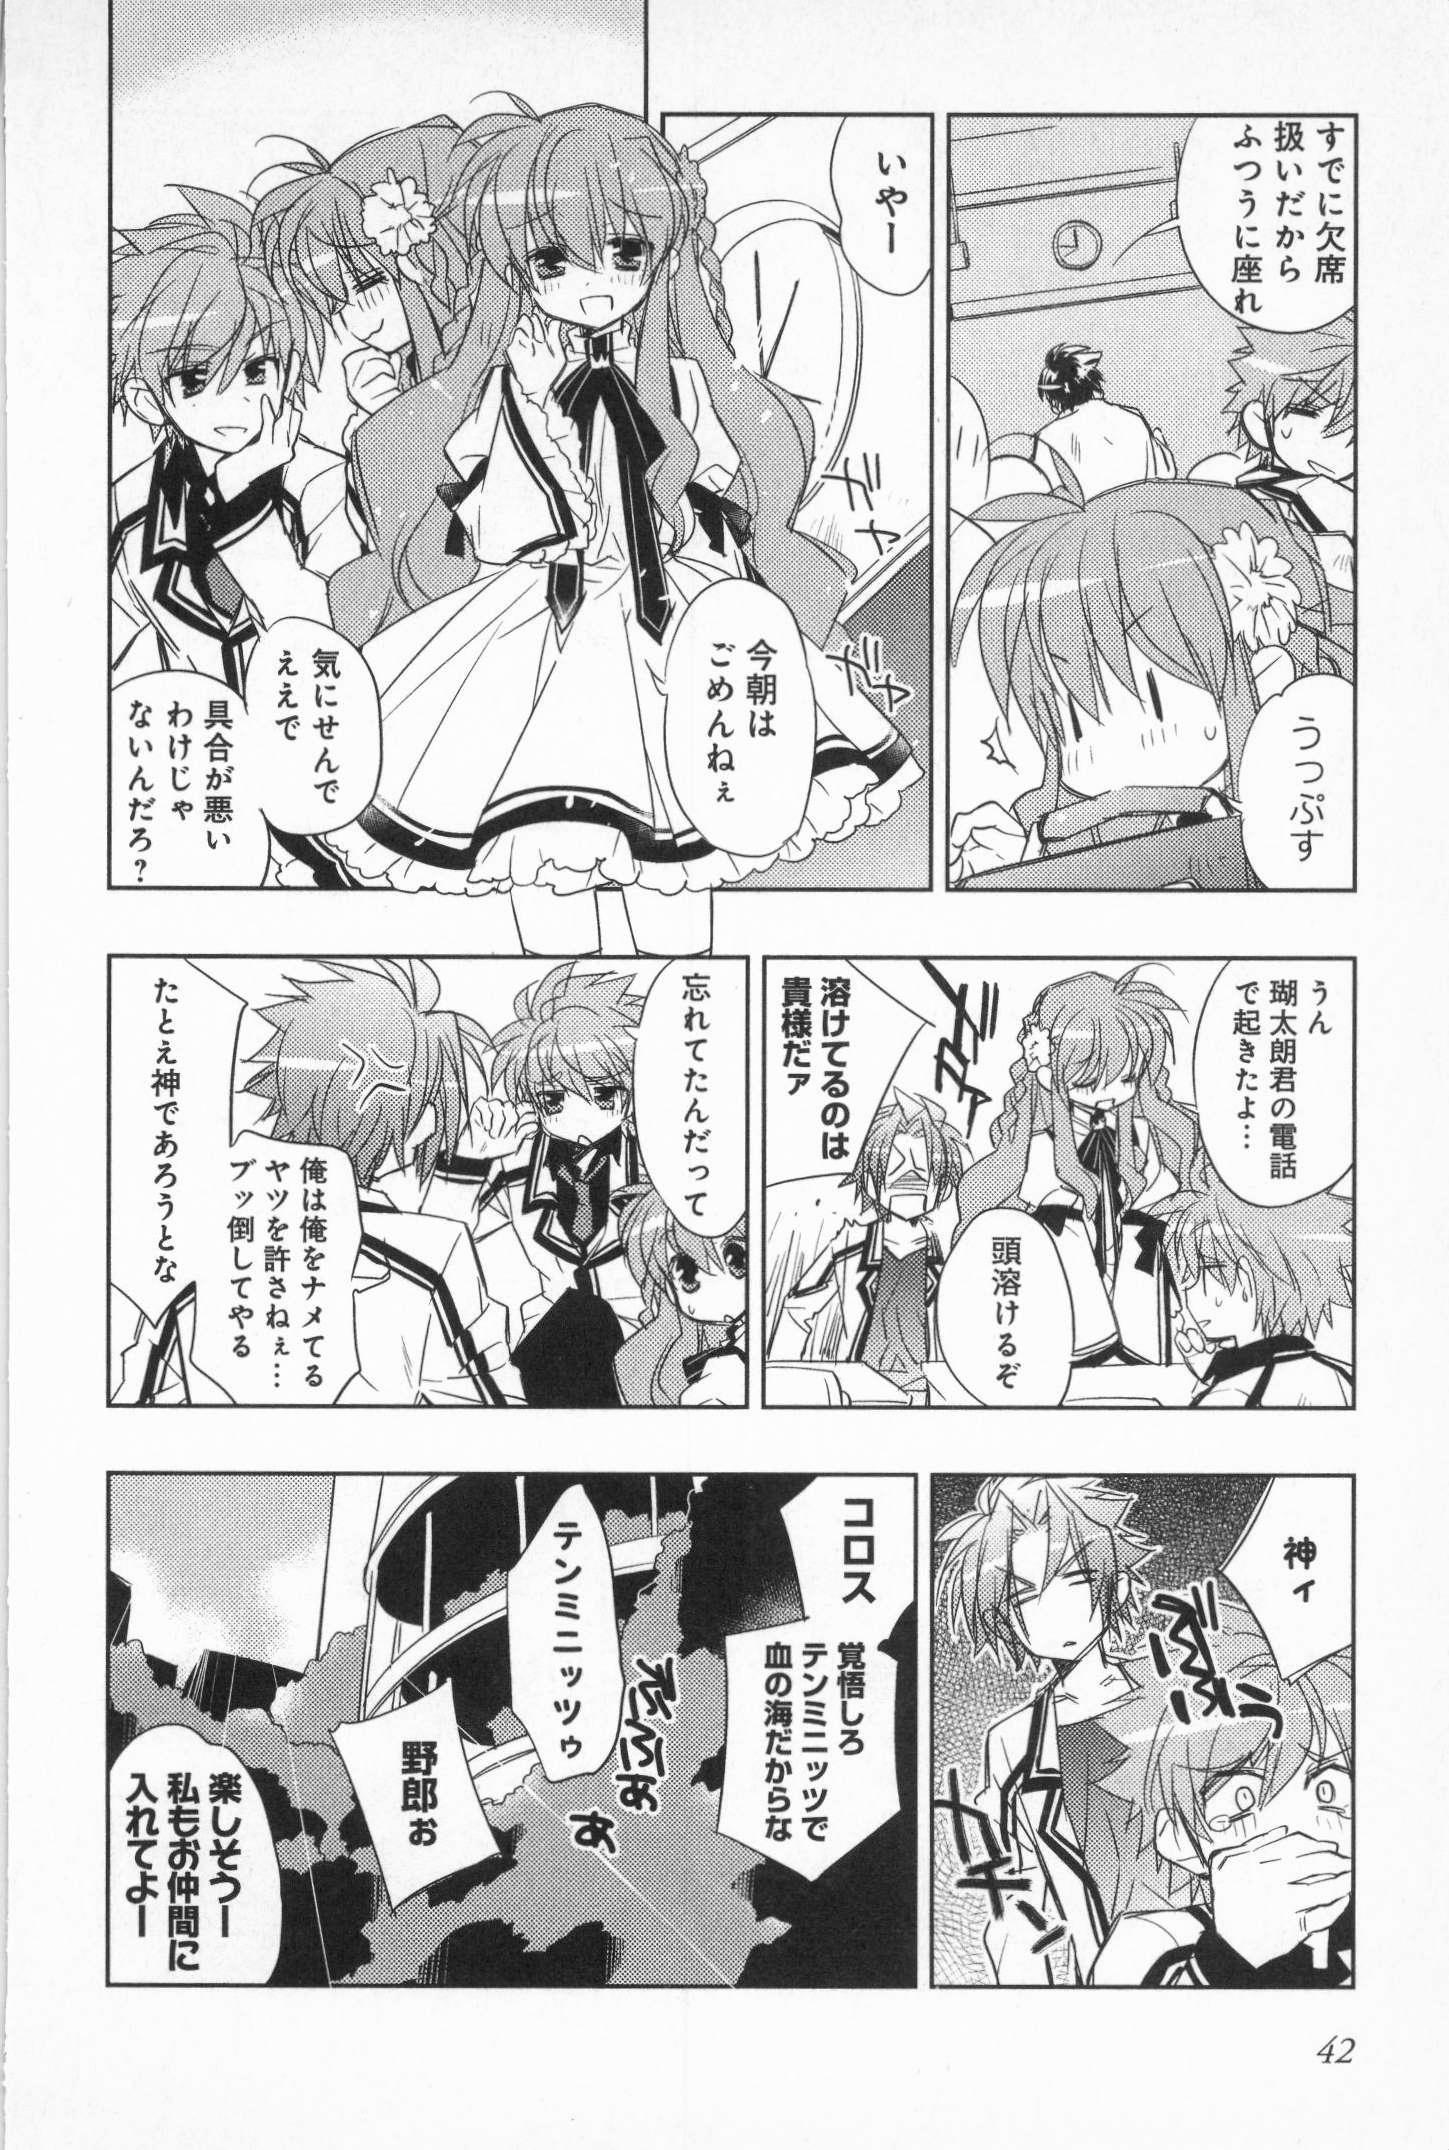 すでに欠席
扱いだから
ふつうに座れ
うっぷす
いやー
ガヤ
ガヤ
今朝は
ごめんねぇ
気にせんで
ええで
具合が悪い
わけじゃ
ないんだろ?
うん
瑚太朗君の電話
で起きたよ…
頭溶けるぞ
溶けてるのは
貴様だァ
忘れてたんだって
俺は俺をナメてる
ヤツを許さねぇ…
ブッ倒してやる
たとえ神であろうとな
神ィ
コロス
覚悟しろ
テンミニッツで
血の海だからな
テンミニッツゥ
野郎ぉ
楽しそうー
私もお仲間に
入れてよー
42